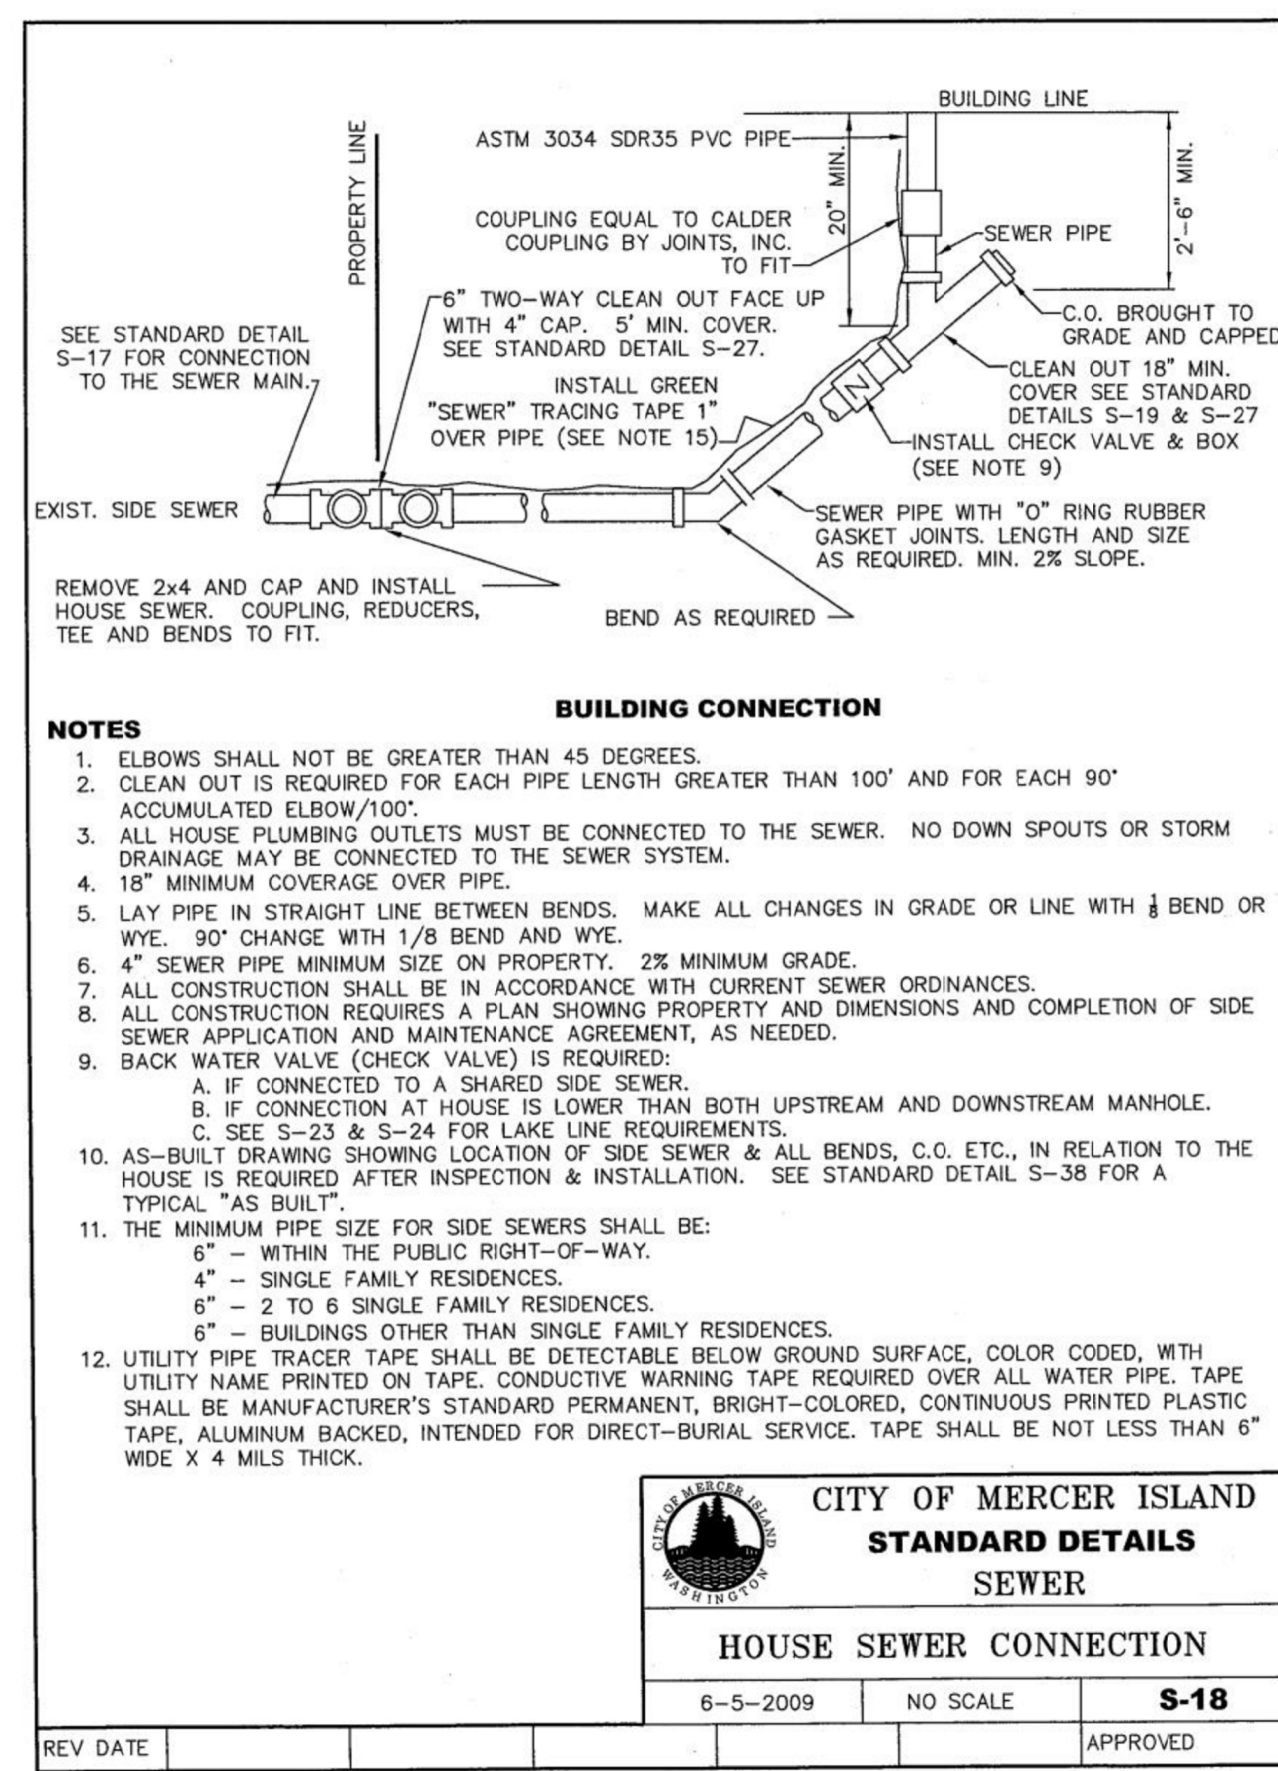 BUILDING LINE
PROPERTY LINE
ASTM 3034 SDR35 PVC PIPE
20" MIN.
2'-6" MIN.
COUPLING EQUAL TO CALDER
COUPLING BY JOINTS, INC.
TO FIT
SEWER PIPE
6" TWO-WAY CLEAN OUT FACE UP
WITH 4" CAP. 5' MIN. COVER.
SEE STANDARD DETAIL S-27.
C.O. BROUGHT TO
GRADE AND CAPPED
SEE STANDARD DETAIL
S-17 FOR CONNECTION
TO THE SEWER MAIN.
CLEAN OUT 18" MIN.
COVER SEE STANDARD
DETAILS S-19 & S-27
INSTALL GREEN
"SEWER" TRACING TAPE 1"
OVER PIPE (SEE NOTE 15)
N
INSTALL CHECK VALVE & BOX
(SEE NOTE 9)
EXIST. SIDE SEWER
SEWER PIPE WITH "O" RING RUBBER
GASKET JOINTS. LENGTH AND SIZE
AS REQUIRED. MIN. 2% SLOPE.
REMOVE 2x4 AND CAP AND INSTALL
HOUSE SEWER. COUPLING, REDUCERS,
TEE AND BENDS TO FIT.
BEND AS REQUIRED
BUILDING CONNECTION
NOTES
1. ELBOWS SHALL NOT BE GREATER THAN 45 DEGREES.
2. CLEAN OUT IS REQUIRED FOR EACH PIPE LENGTH GREATER THAN 100' AND FOR EACH 90°
ACCUMULATED ELBOW/100°.
3. ALL HOUSE PLUMBING OUTLETS MUST BE CONNECTED TO THE SEWER. NO DOWN SPOUTS OR STORM
DRAINAGE MAY BE CONNECTED TO THE SEWER SYSTEM.
4. 18" MINIMUM COVERAGE OVER PIPE.
5. LAY PIPE IN STRAIGHT LINE BETWEEN BENDS. MAKE ALL CHANGES IN GRADE OR LINE WITH ⅛ BEND OR
WYE. 90° CHANGE WITH 1/8 BEND AND WYE.
6. 4" SEWER PIPE MINIMUM SIZE ON PROPERTY. 2% MINIMUM GRADE.
7. ALL CONSTRUCTION SHALL BE IN ACCORDANCE WITH CURRENT SEWER ORDINANCES.
8. ALL CONSTRUCTION REQUIRES A PLAN SHOWING PROPERTY AND DIMENSIONS AND COMPLETION OF SIDE
SEWER APPLICATION AND MAINTENANCE AGREEMENT, AS NEEDED.
9. BACK WATER VALVE (CHECK VALVE) IS REQUIRED:
A. IF CONNECTED TO A SHARED SIDE SEWER.
B. IF CONNECTION AT HOUSE IS LOWER THAN BOTH UPSTREAM AND DOWNSTREAM MANHOLE.
C. SEE S-23 & S-24 FOR LAKE LINE REQUIREMENTS.
10. AS-BUILT DRAWING SHOWING LOCATION OF SIDE SEWER & ALL BENDS, C.O. ETC., IN RELATION TO THE
HOUSE IS REQUIRED AFTER INSPECTION & INSTALLATION. SEE STANDARD DETAIL S-38 FOR A
TYPICAL "AS BUILT".
11. THE MINIMUM PIPE SIZE FOR SIDE SEWERS SHALL BE:
6" - WITHIN THE PUBLIC RIGHT-OF-WAY.
4" - SINGLE FAMILY RESIDENCES.
6" - 2 TO 6 SINGLE FAMILY RESIDENCES.
6" - BUILDINGS OTHER THAN SINGLE FAMILY RESIDENCES.
12. UTILITY PIPE TRACER TAPE SHALL BE DETECTABLE BELOW GROUND SURFACE, COLOR CODED, WITH
UTILITY NAME PRINTED ON TAPE. CONDUCTIVE WARNING TAPE REQUIRED OVER ALL WATER PIPE. TAPE
SHALL BE MANUFACTURER'S STANDARD PERMANENT, BRIGHT-COLORED, CONTINUOUS PRINTED PLASTIC
TAPE, ALUMINUM BACKED, INTENDED FOR DIRECT-BURIAL SERVICE. TAPE SHALL BE NOT LESS THAN 6"
WIDE X 4 MILS THICK.
CITY OF MERCER ISLAND
WASHINGTON
CITY OF MERCER ISLAND
STANDARD DETAILS
SEWER
HOUSE SEWER CONNECTION
6-5-2009
NO SCALE
S-18
REV DATE
APPROVED